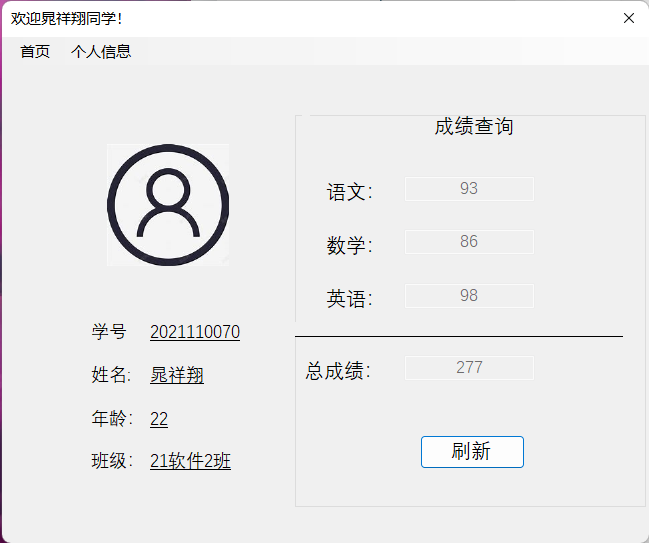 欢迎晁祥翔同学!
首页 个人信息
学号 2021110070
姓名: 晁祥翔
年龄: 22
班级: 21软件2班
成绩查询
语文: 93
数学: 86
英语: 98
总成绩: 277
刷新